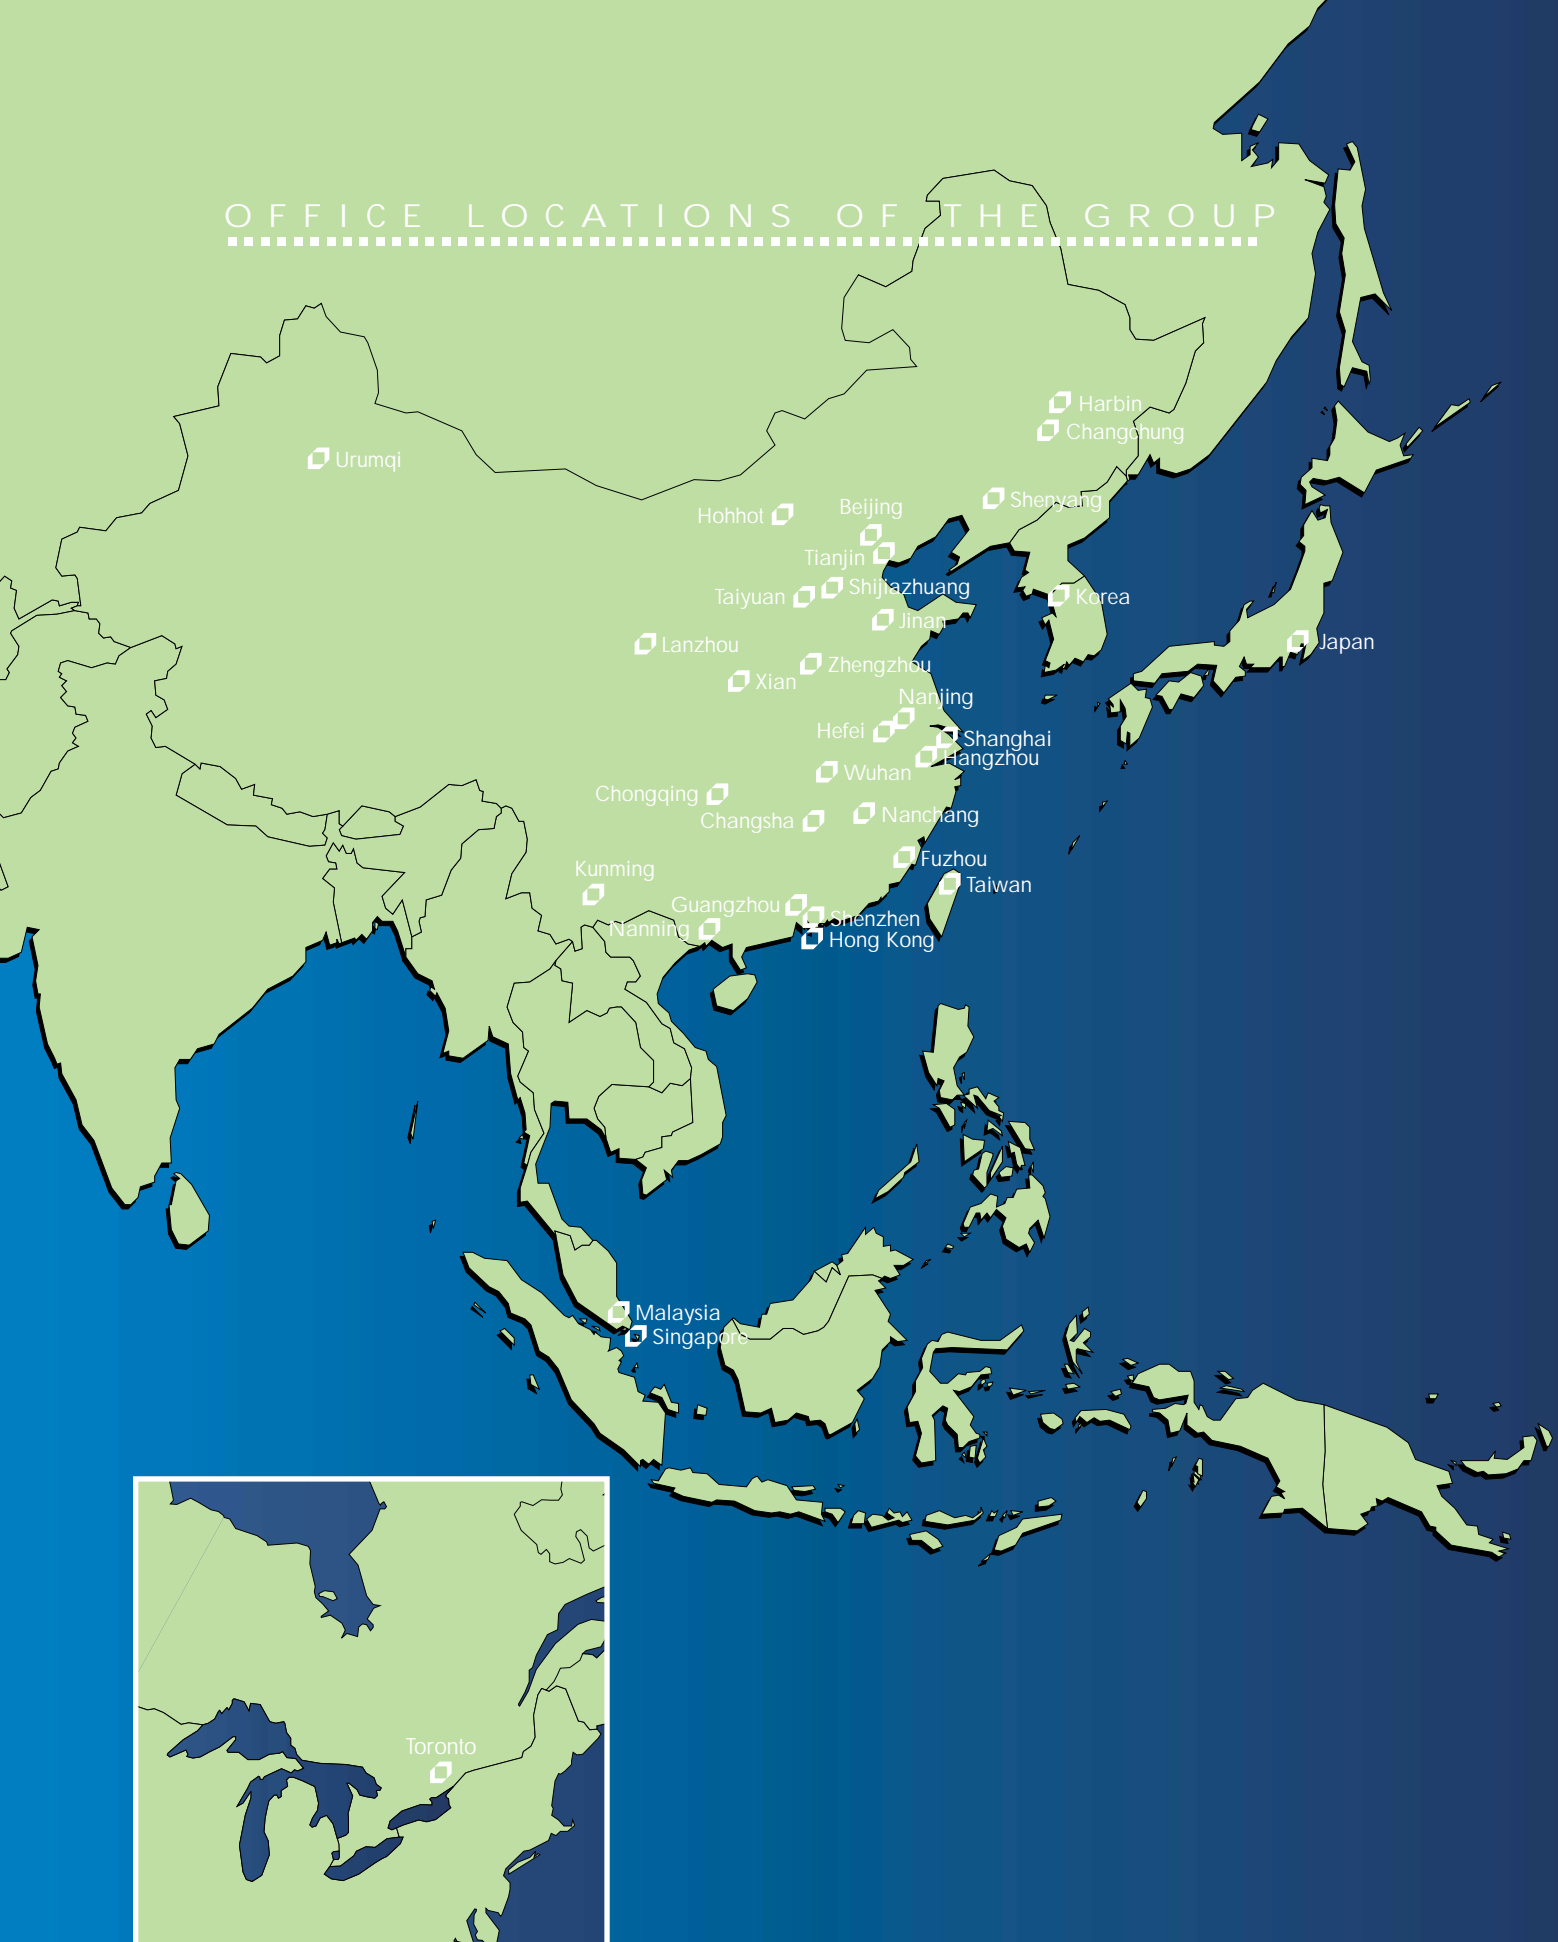 OFFICE LOCATIONS OF THE GROUP
Harbin
Changchung
Urumqi
Shenyang
Beijing
Hohhot
Tianjin
Shijiazhuang
Taiyuan
Korea
Jinan
Japan
Lanzhou
Zhengzhou
Xian
Nanjing
Hefei
Shanghai
Hangzhou
Wuhan
Chongqing
Nanchang
Changsha
Fuzhou
Kunming
Taiwan
Guangzhou
Shenzhen
Nanning
Hong Kong
Malaysia
Singapore
Toronto